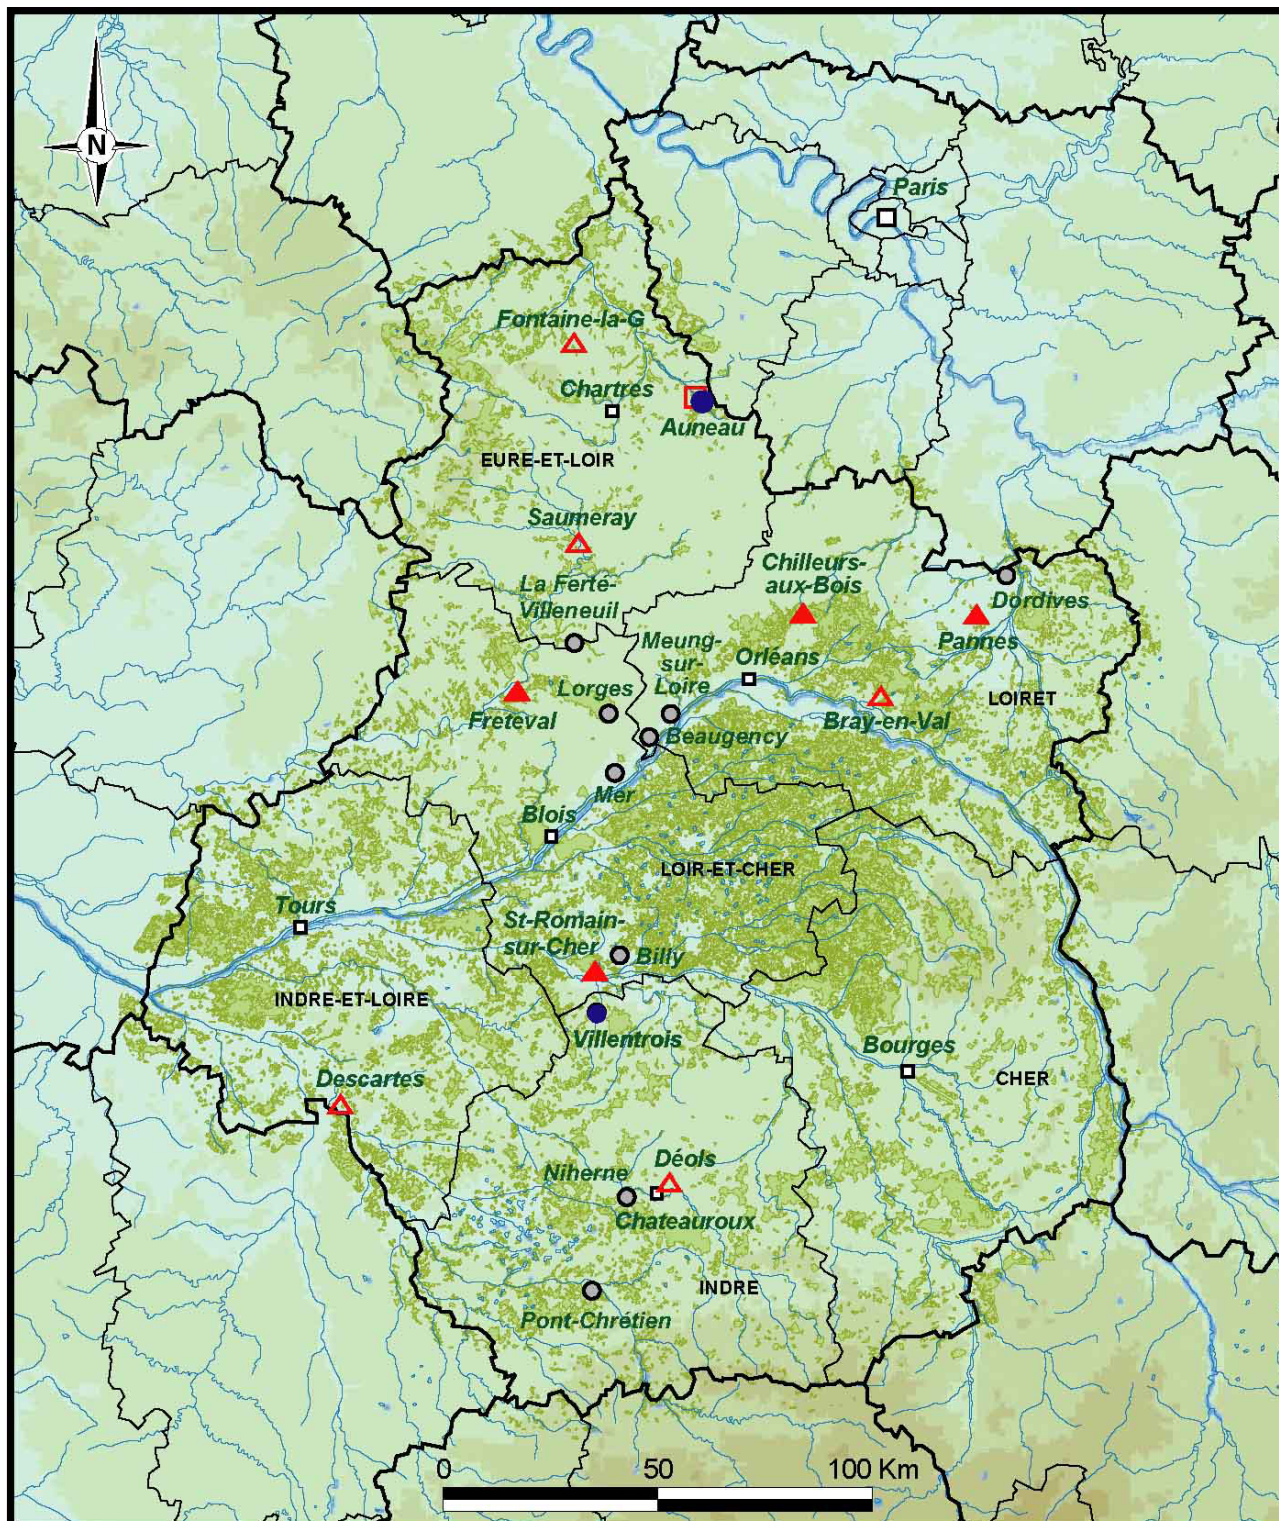 N
Paris
Fontaine-la-G
Chartres
Auneau
EURE-ET-LOIR
Saumeray
La Ferté-
Villeneuil
Chilleurs-
aux-Bois
Dordives
Pannes
Meung-
sur-
Loire
Orléans
Lorges
Freteval
Bray-en-Val
LOIRET
Beaugency
Mer
Blois
LOIR-ET-CHER
Tours
St-Romain-
sur-Cher
Billy
INDRE-ET-LOIRE
Villentrois
Bourges
CHER
Descartes
Déols
Niherne
Chateauroux
INDRE
Pont-Chrétien
0 50 100 Km